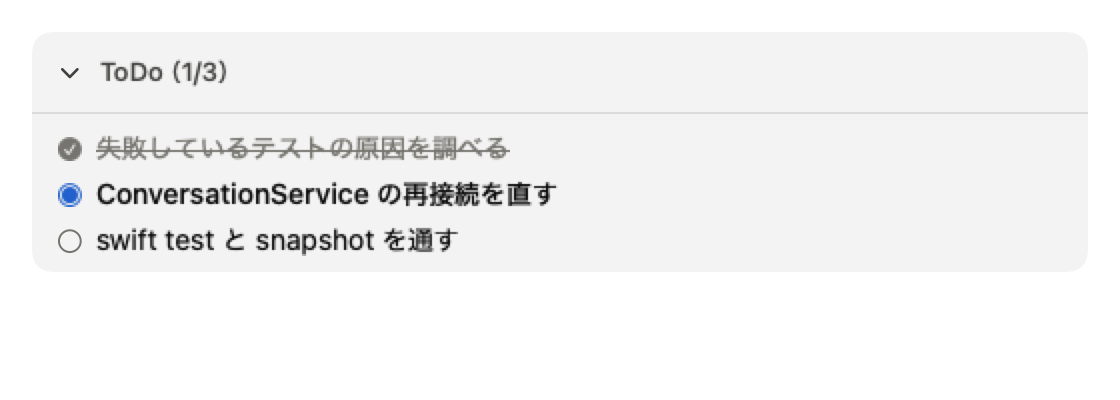 ToDo (1/3)
失敗しているテストの原因を調べる
ConversationService の再接続を直す
swift test と snapshot を通す